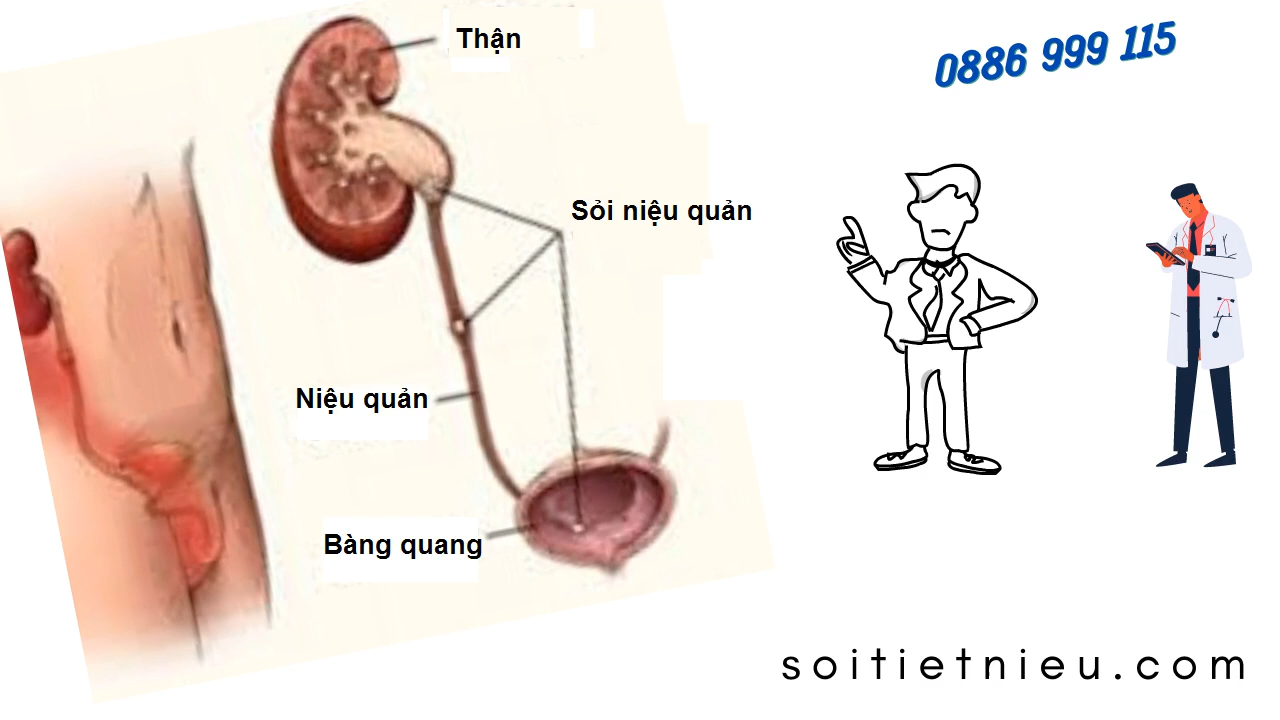 Thận
0886 999 115
Sỏi niệu quản
Niệu quản
Bàng quang
soitietnieu.com